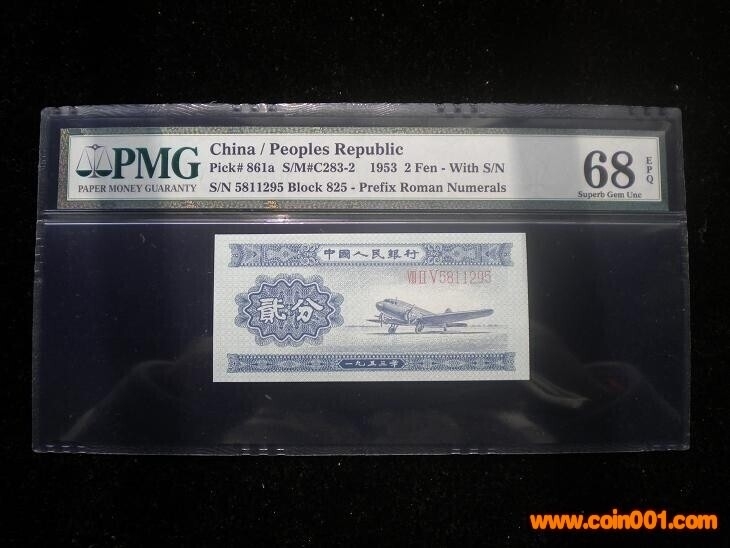 PMG
PAPER MONEY GUARANTY
China / Peoples Republic
Pick# 861a S/M#C283-2 1953 2 Fen - With S/N
S/N 5811295 Block 825 - Prefix Roman Numerals
68 EPQ
Superb Gem Unc
中國人民銀行
VIII II V 5811295
貳分
一九五三年
www.coin001.com